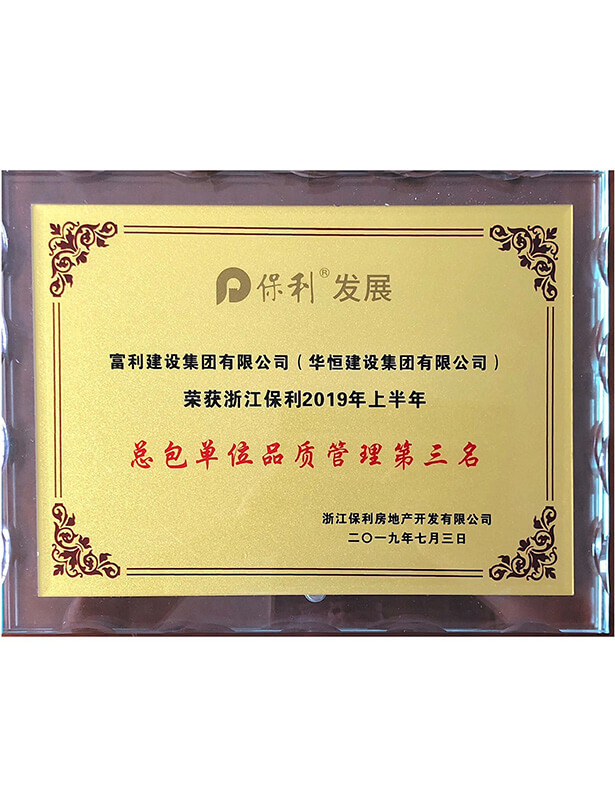 保利®发展
富利建设集团有限公司（华恒建设集团有限公司）
荣获浙江保利2019年上半年
总包单位品质管理第三名
浙江保利房地产开发有限公司
二〇一九年七月三日